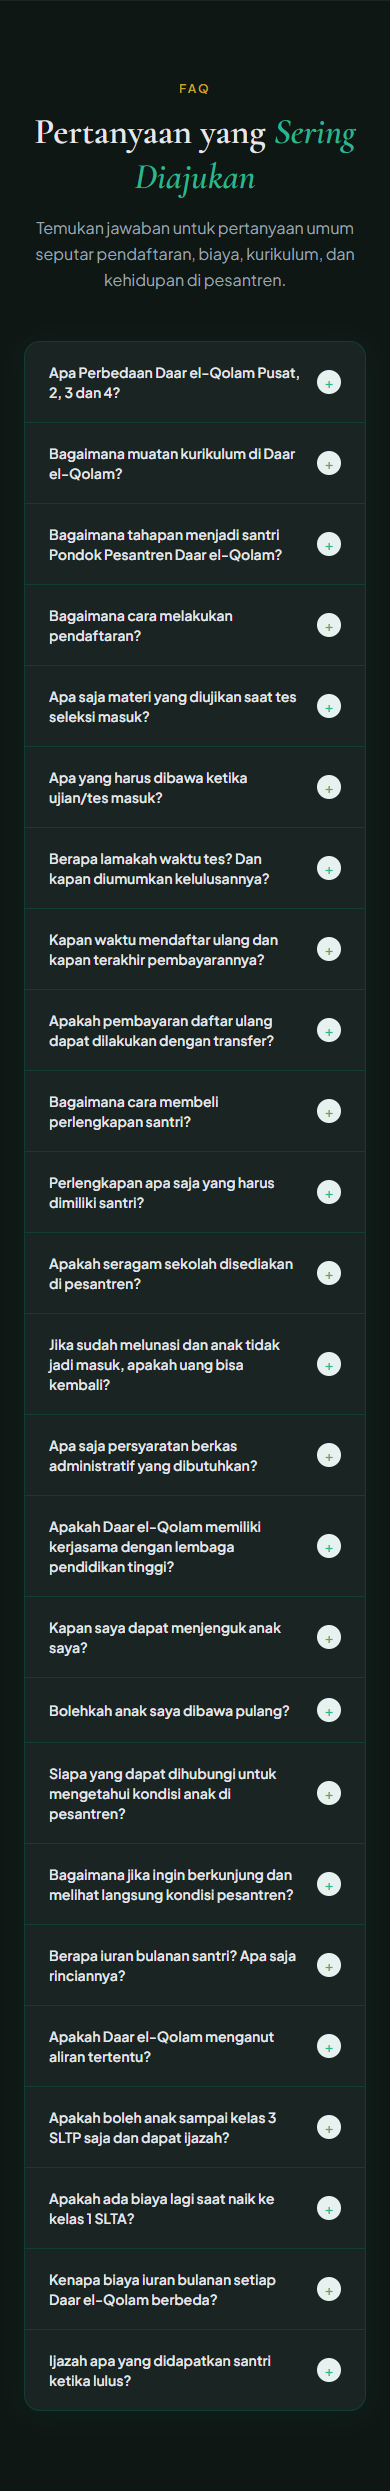 FAQ
Pertanyaan yang Sering
Diajukan
Temukan jawaban untuk pertanyaan umum
seputar pendaftaran, biaya, kurikulum, dan
kehidupan di pesantren.
Apa Perbedaan Daar el-Qolam Pusat,
2, 3 dan 4?
+
Bagaimana muatan kurikulum di Daar
el-Qolam?
+
Bagaimana tahapan menjadi santri
Pondok Pesantren Daar el-Qolam?
+
Bagaimana cara melakukan
pendaftaran?
+
Apa saja materi yang diujikan saat tes
seleksi masuk?
+
Apa yang harus dibawa ketika
ujian/tes masuk?
+
Berapa lamakah waktu tes? Dan
kapan diumumkan kelulusannya?
+
Kapan waktu mendaftar ulang dan
kapan terakhir pembayarannya?
+
Apakah pembayaran daftar ulang
dapat dilakukan dengan transfer?
+
Bagaimana cara membeli
perlengkapan santri?
+
Perlengkapan apa saja yang harus
dimiliki santri?
+
Apakah seragam sekolah disediakan
di pesantren?
+
Jika sudah melunasi dan anak tidak
jadi masuk, apakah uang bisa
kembali?
+
Apa saja persyaratan berkas
administratif yang dibutuhkan?
+
Apakah Daar el-Qolam memiliki
kerjasama dengan lembaga
pendidikan tinggi?
+
Kapan saya dapat menjenguk anak
saya?
+
Bolehkah anak saya dibawa pulang?
+
Siapa yang dapat dihubungi untuk
mengetahui kondisi anak di
pesantren?
+
Bagaimana jika ingin berkunjung dan
melihat langsung kondisi pesantren?
+
Berapa iuran bulanan santri? Apa saja
rinciannya?
+
Apakah Daar el-Qolam menganut
aliran tertentu?
+
Apakah boleh anak sampai kelas 3
SLTP saja dan dapat ijazah?
+
Apakah ada biaya lagi saat naik ke
kelas 1 SLTA?
+
Kenapa biaya iuran bulanan setiap
Daar el-Qolam berbeda?
+
Ijazah apa yang didapatkan santri
ketika lulus?
+